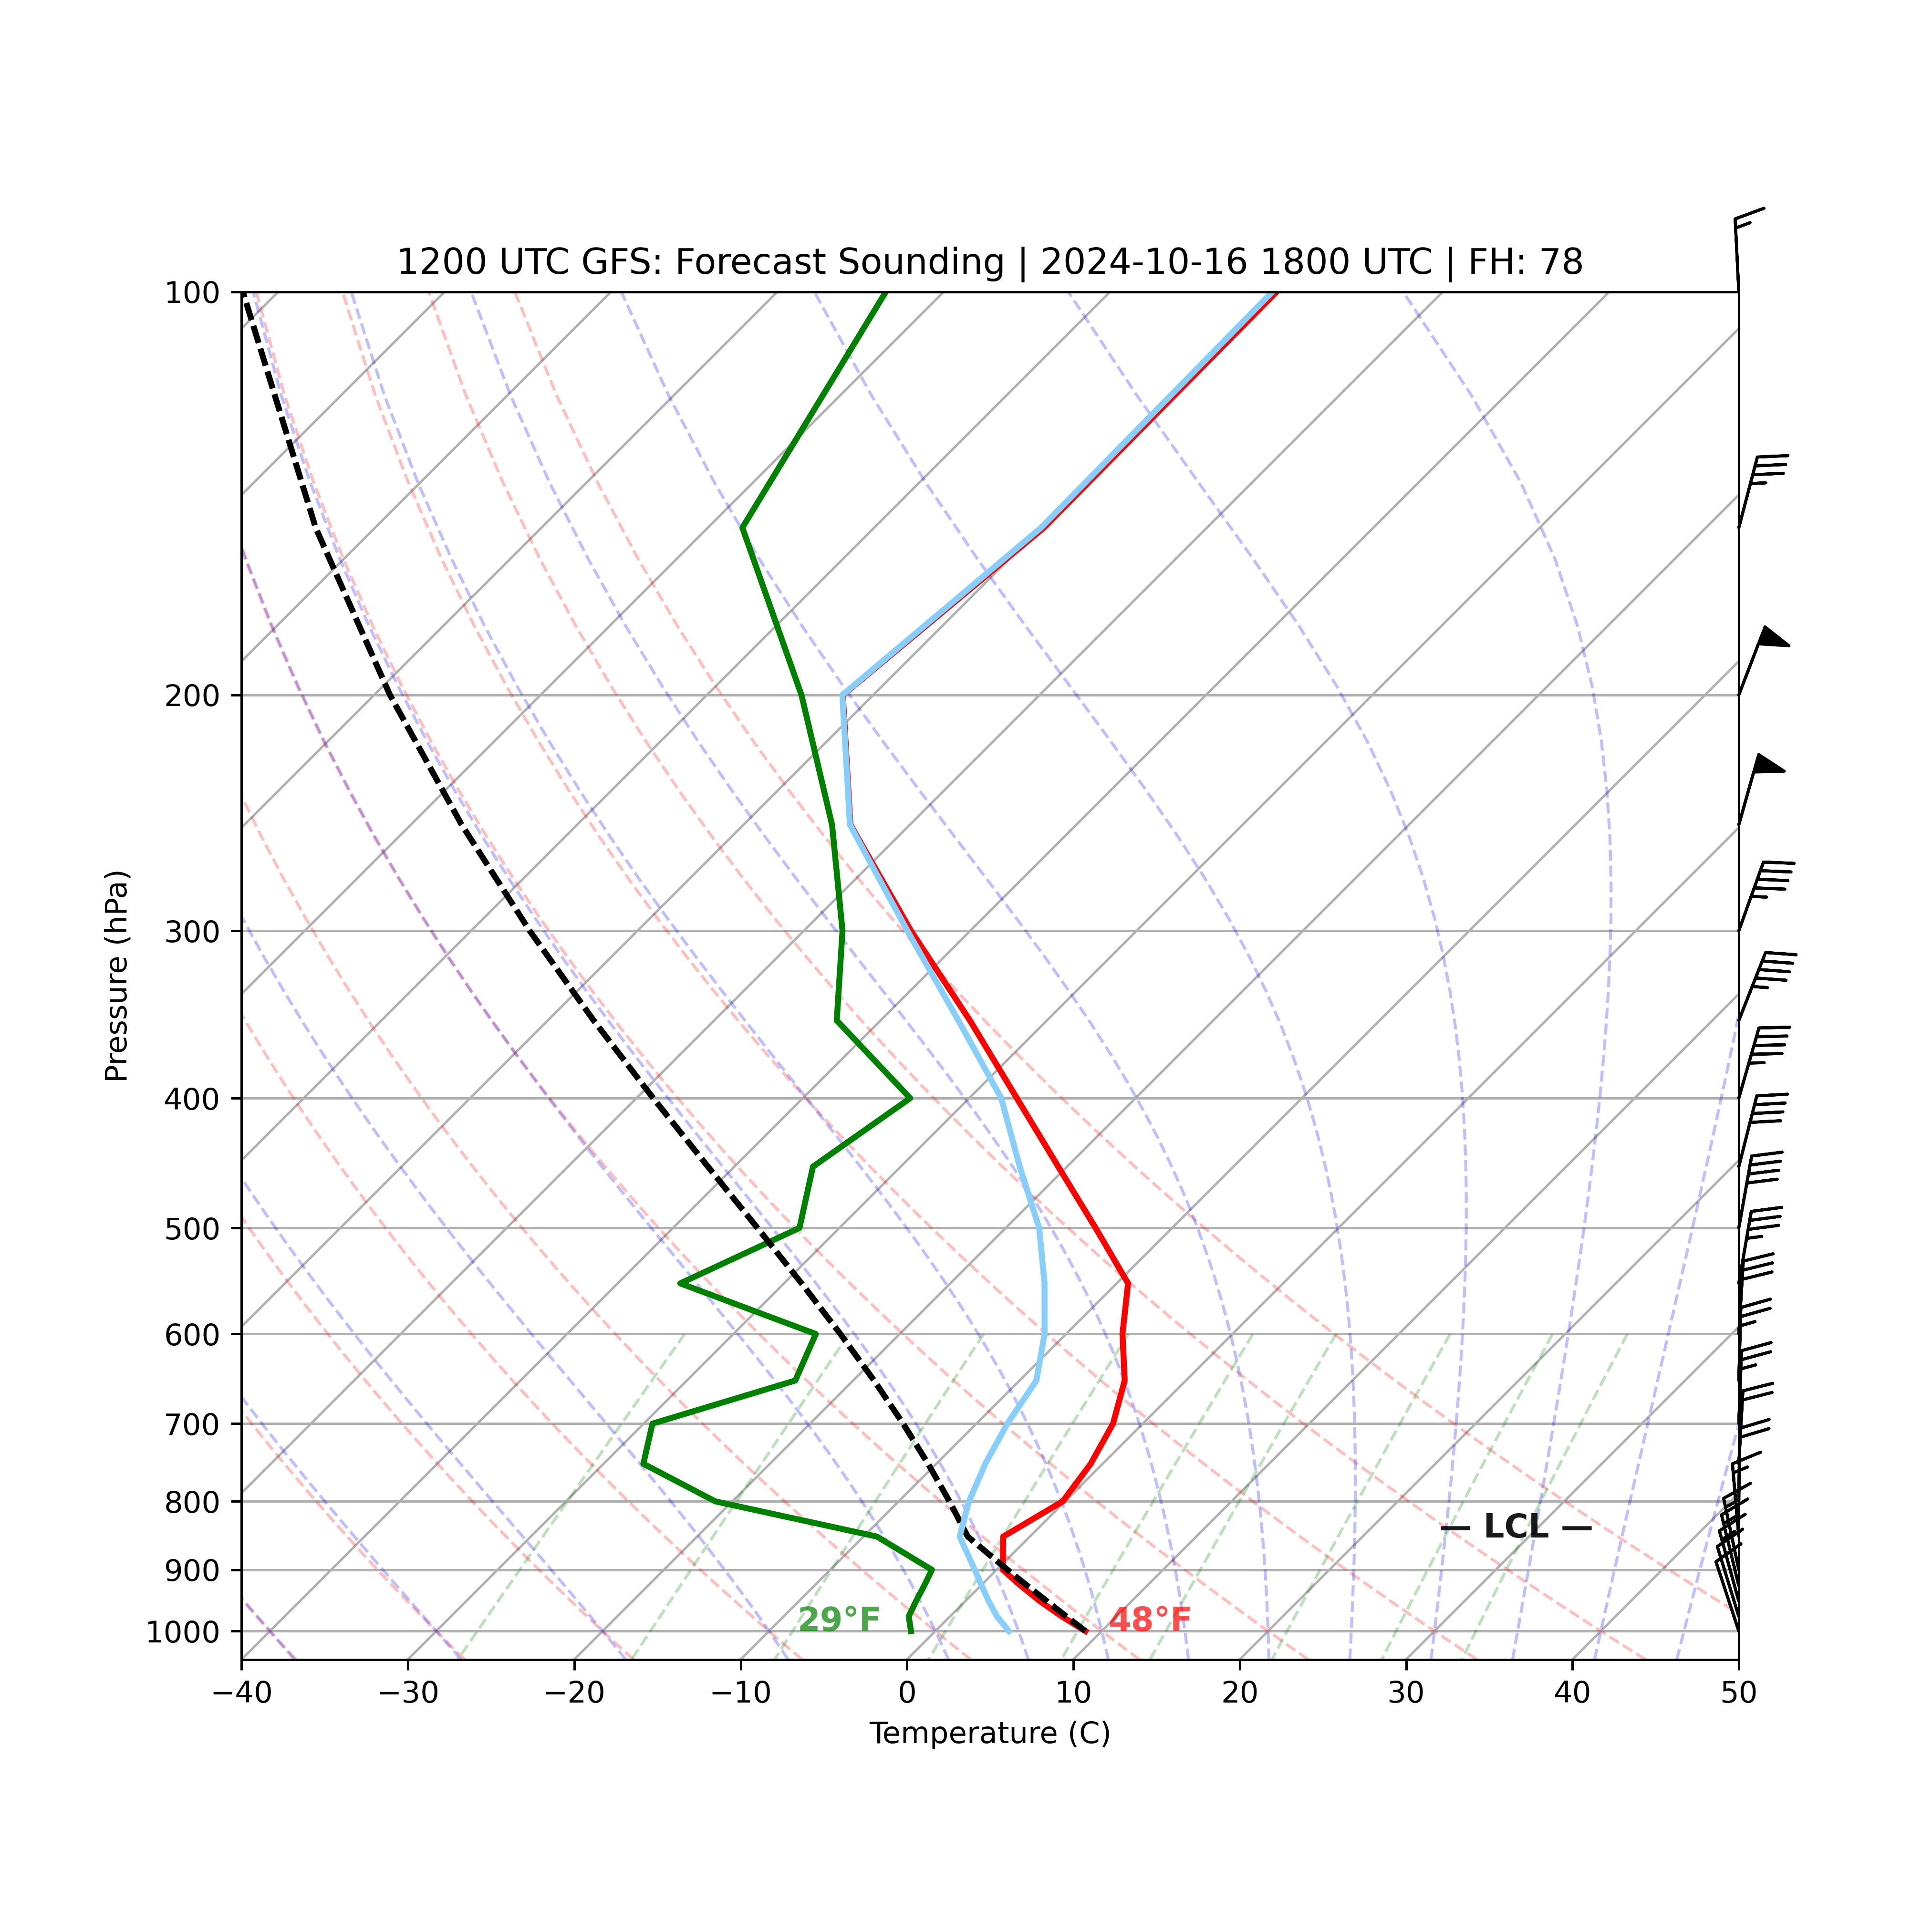 1200 UTC GFS: Forecast Sounding | 2024-10-16 1800 UTC | FH: 78
100
200
300
400
500
600
700
800
900
1000
Pressure (hPa)
— LCL —
29°F
48°F
−40 −30 −20 −10 0 10 20 30 40 50
Temperature (C)